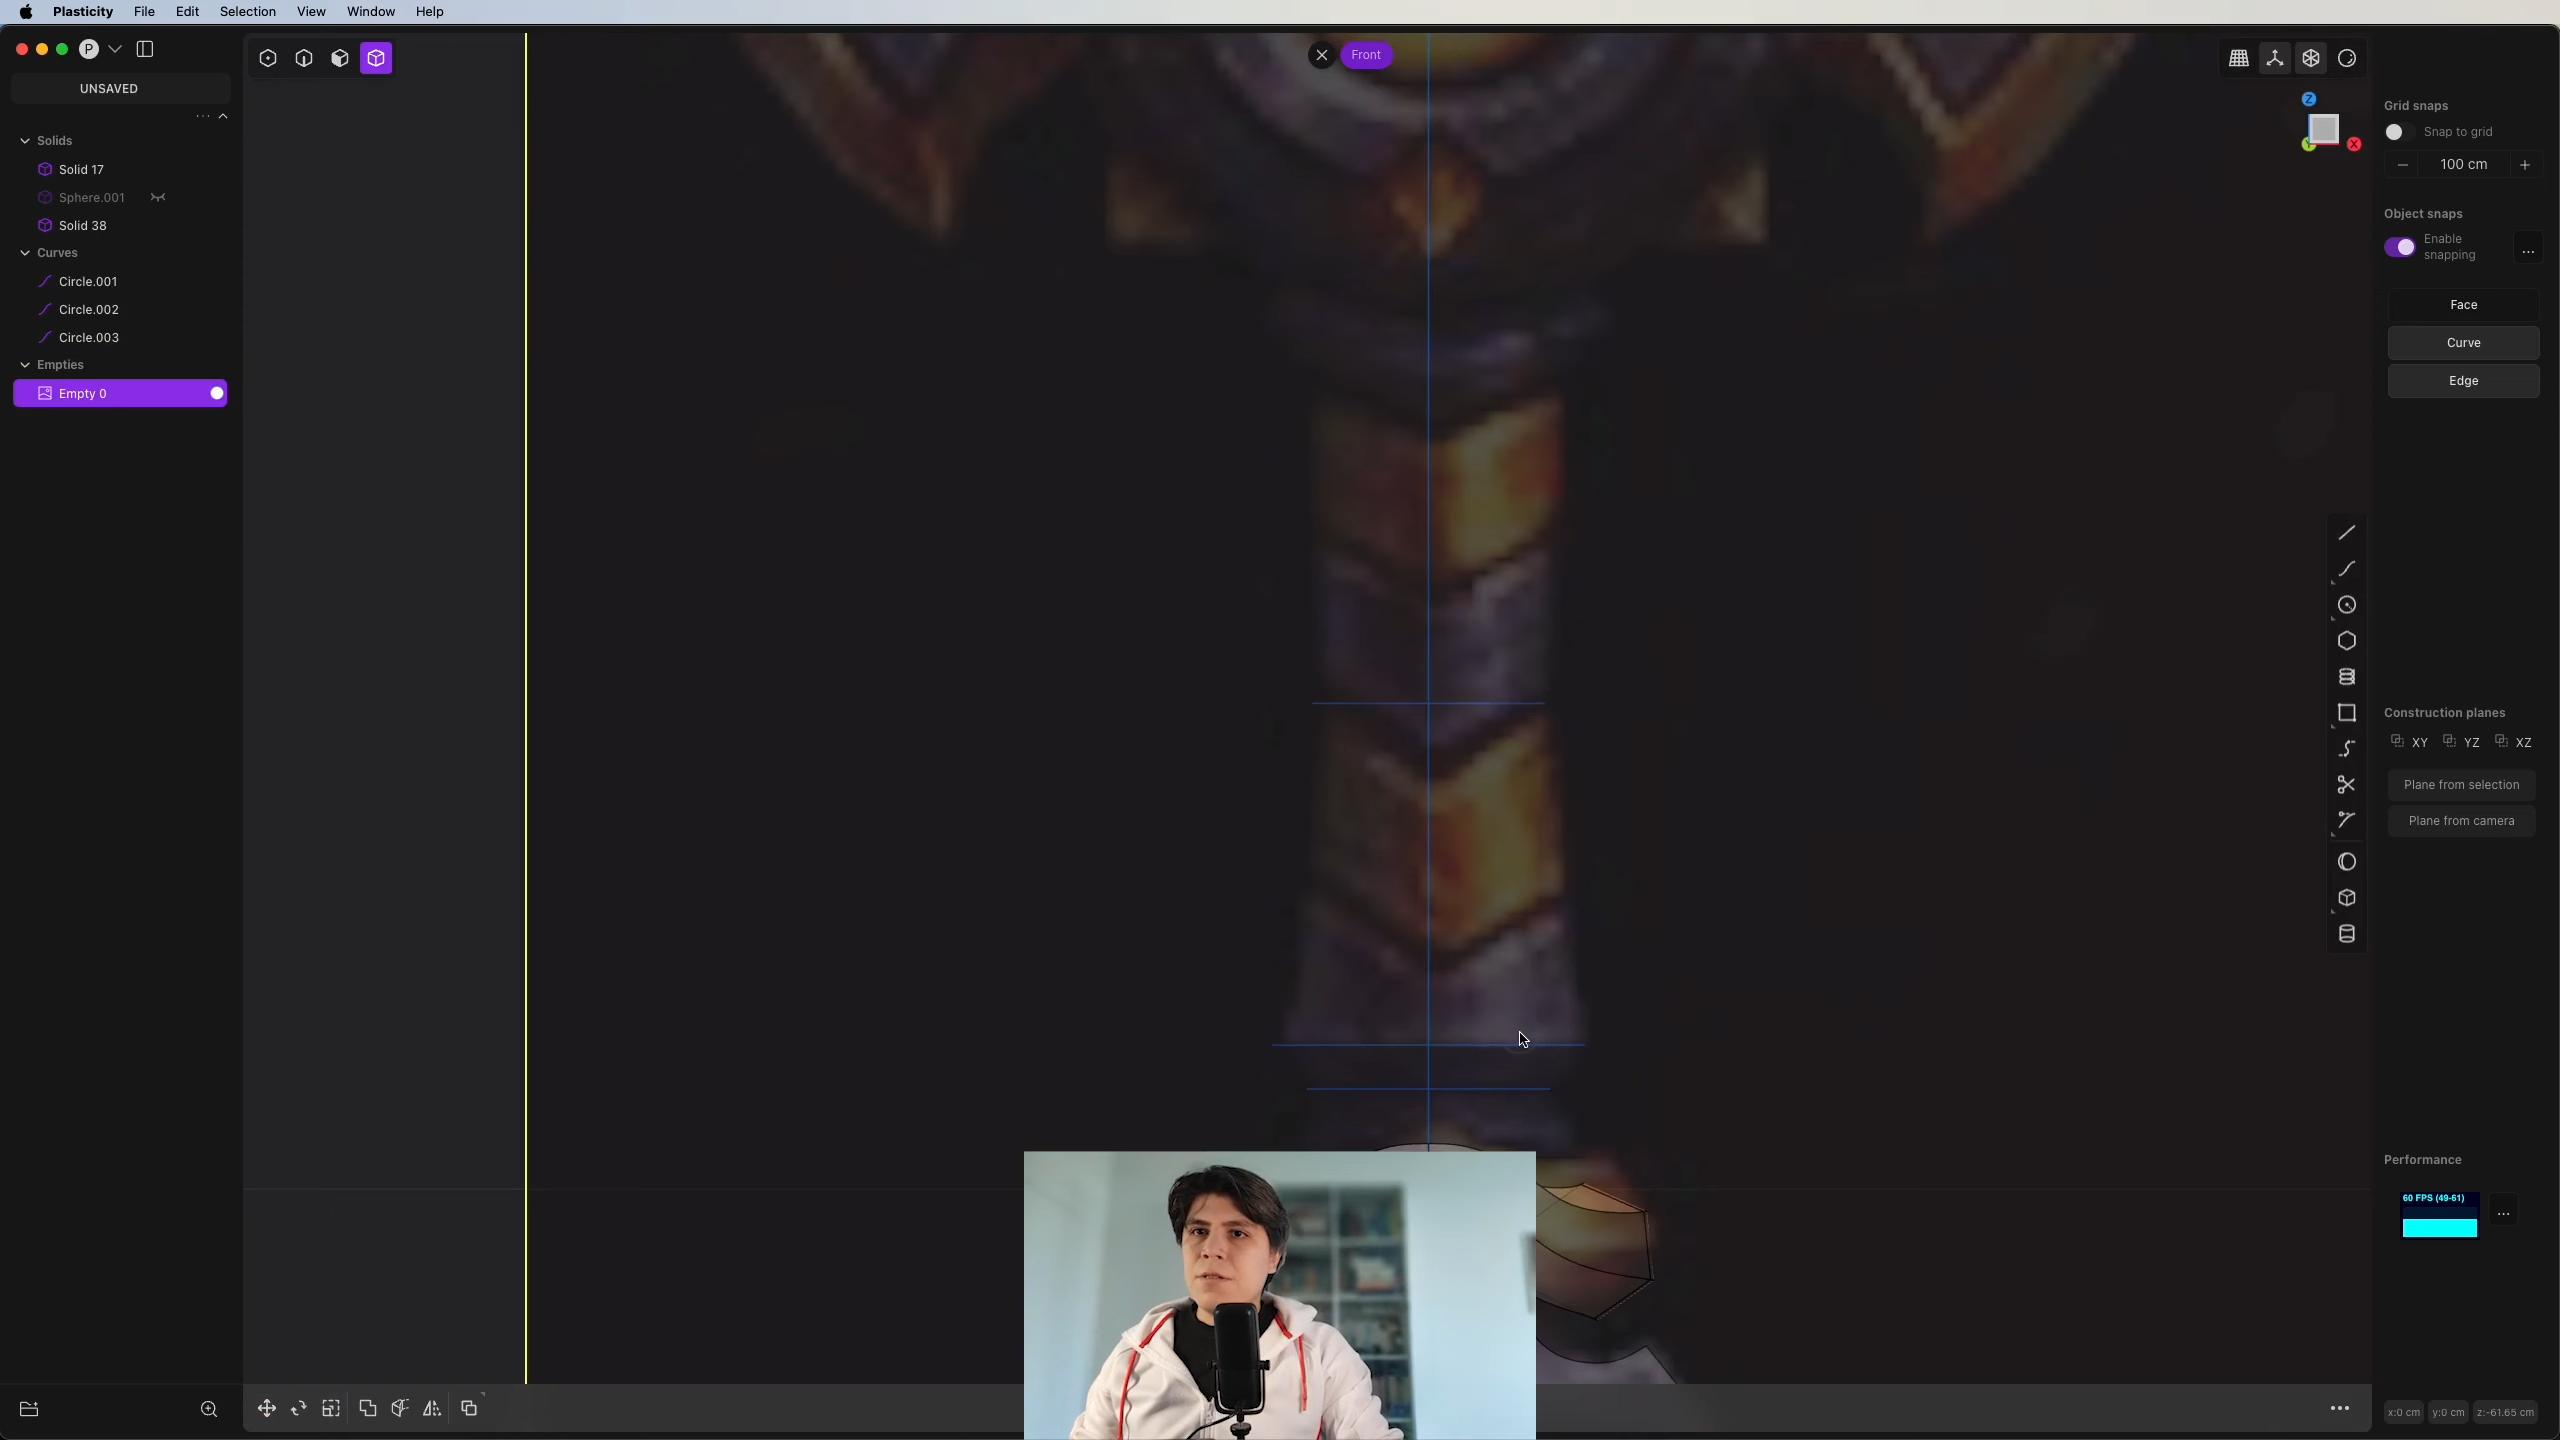 Plasticity File Edit Selection View Window Help
P
UNSAVED
Front
Solids
Solid 17
Sphere.001
Solid 38
Curves
Circle.001
Circle.002
Circle.003
Empties
Empty 0
Z
Y
X
Grid snaps
Snap to grid
100 cm
Object snaps
Enable
snapping
Face
Curve
Edge
Construction planes
XY YZ XZ
Plane from selection
Plane from camera
Performance
60 FPS (49-61)
x:0 cm y:0 cm z:-61.65 cm